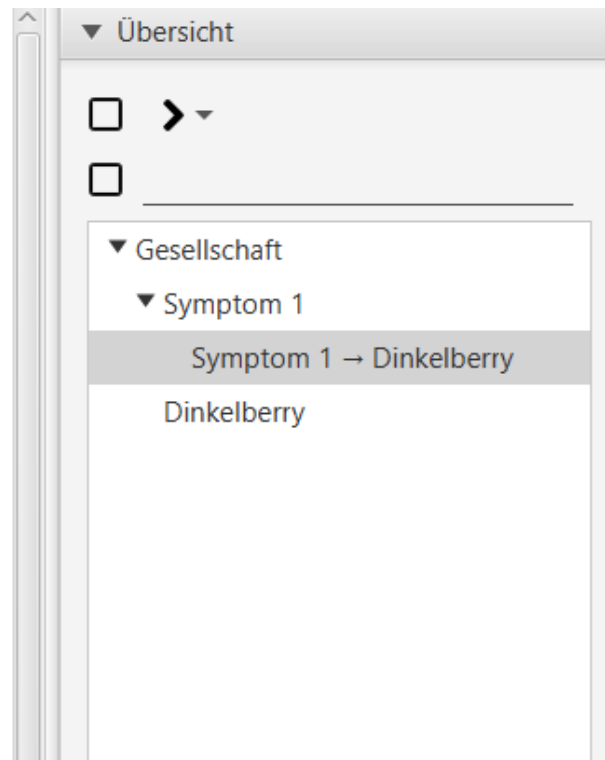 Übersicht
Gesellschaft
Symptom 1
Symptom 1 → Dinkelberry
Dinkelberry